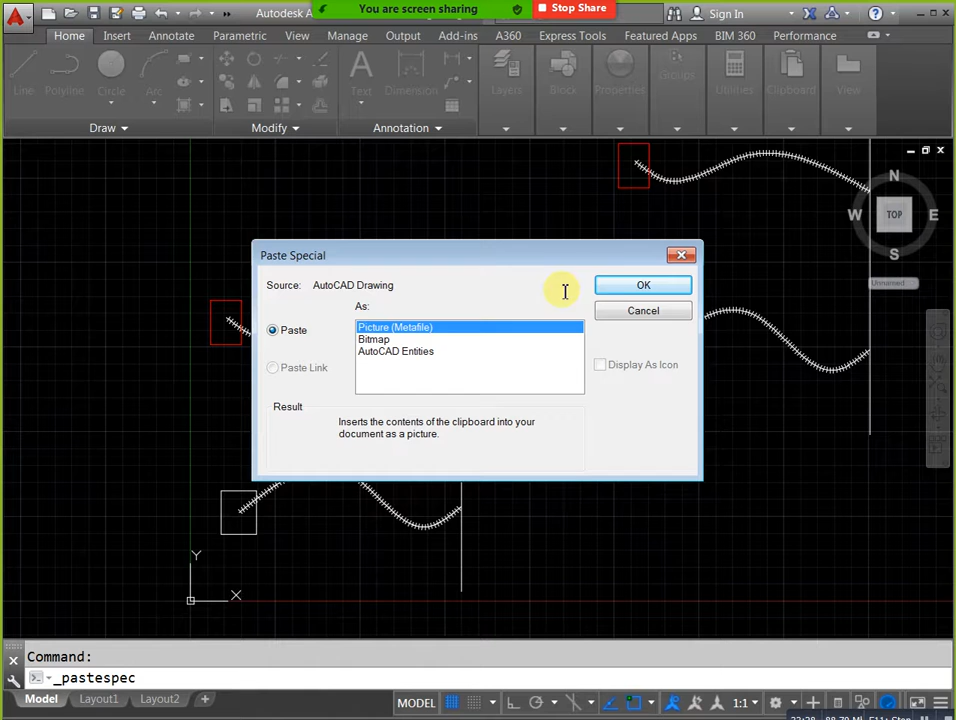 You are screen sharing
Stop Share
Autodesk
Sign In
Home Insert Annotate Parametric View Manage Output Add-ins A360 Express Tools Featured Apps BIM 360 Performance
Line Polyline Circle Arc Text Dimension Layers Block Properties Groups Utilities Clipboard View
Draw Modify Annotation
N
W TOP E
S
Unnamed
Paste Special
Source: AutoCAD Drawing
OK
As:
Cancel
Paste
Picture (Metafile)
Bitmap
AutoCAD Entities
Paste Link
Display As Icon
Result
Inserts the contents of the clipboard into your
document as a picture.
Y
X
Command:
_pastespec
Model Layout1 Layout2 + MODEL 1:1